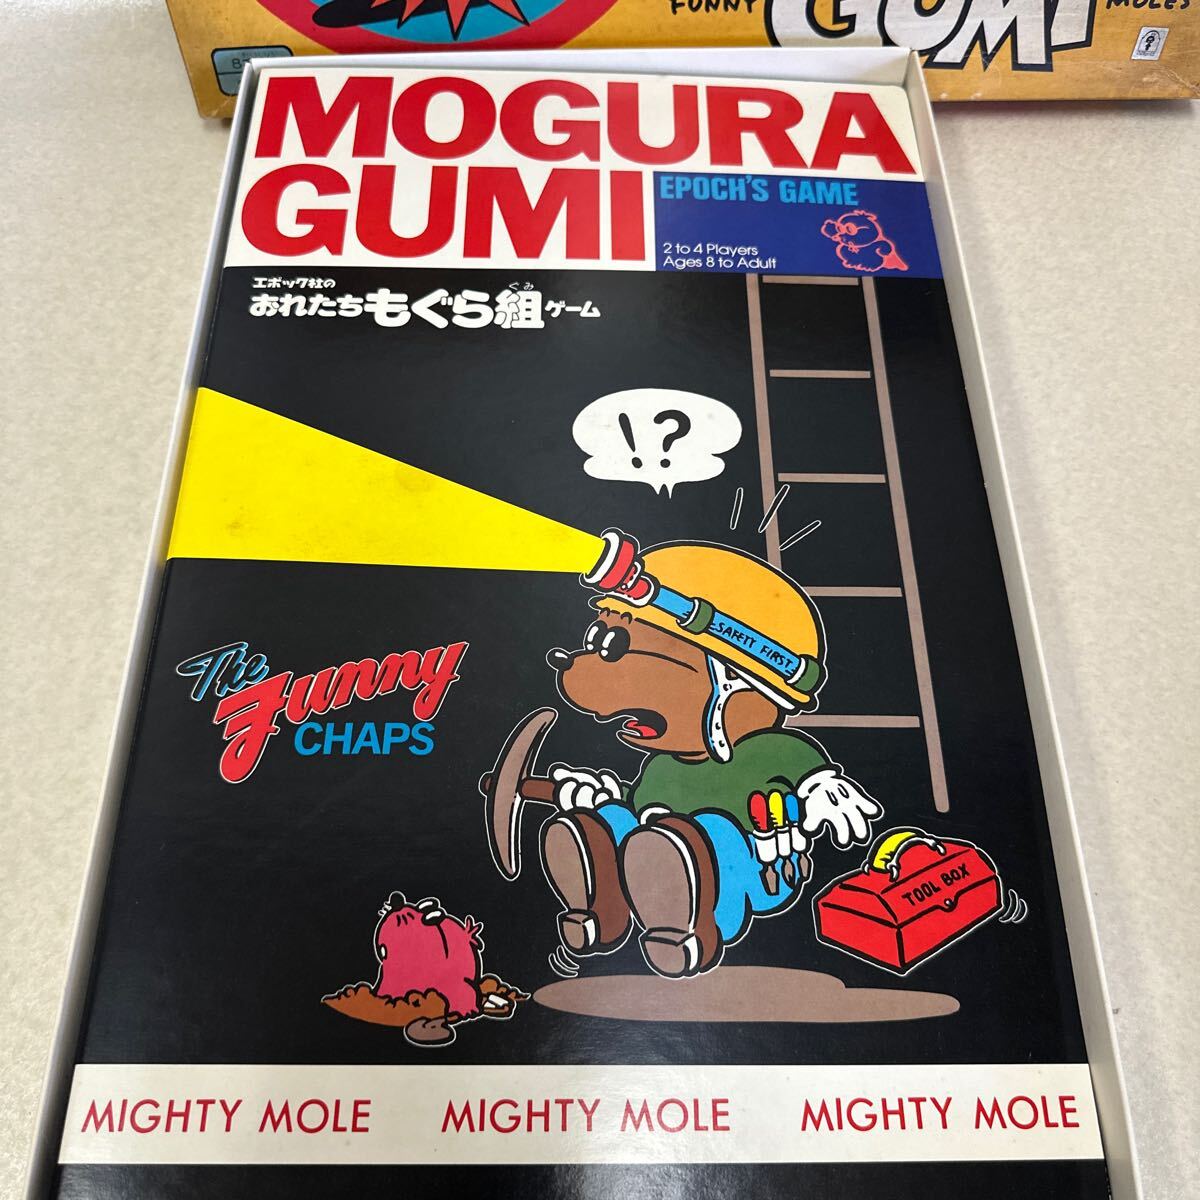 FUNNY
GUMI
MOLES
MOGURA
GUMI
EPOCH'S GAME
2 to 4 Players
Ages 8 to Adult
エポック社の
おれたちもぐら組ゲーム
ぐみ
!?
SAFETY FIRST
The Funny
CHAPS
TOOL BOX
MIGHTY MOLE MIGHTY MOLE MIGHTY MOLE